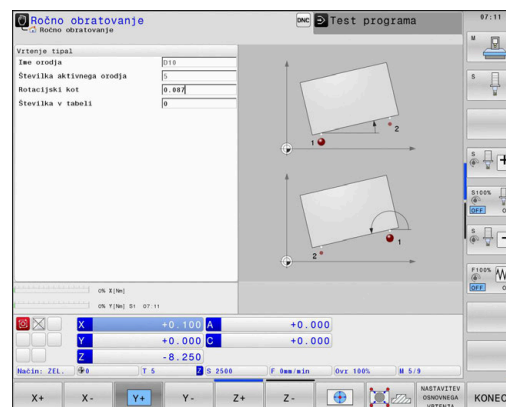 Ročno obratovanje
Ročno obratovanje
DNC
Test programa
07:11
Vrtenje tipal
Ime orodja D10
Številka aktivnega orodja 5
Rotacijski kot 0.087
Številka v tabeli 0
1
2
1
2
M
S
S
S100%
OFF
S
F100%
OFF
0% X[Nm]
0% Y[Nm] S1 07:11
X +0.100 A +0.000
Y +0.000 C +0.000
Z -8.250
Način: ZEL. 0 T 5 Z S 2500 F 0mm/min Ovr 100% M 5/9
X+ X- Y+ Y- Z+ Z- NASTAVITEV OSNOVNEGA VRTENJA KONEC